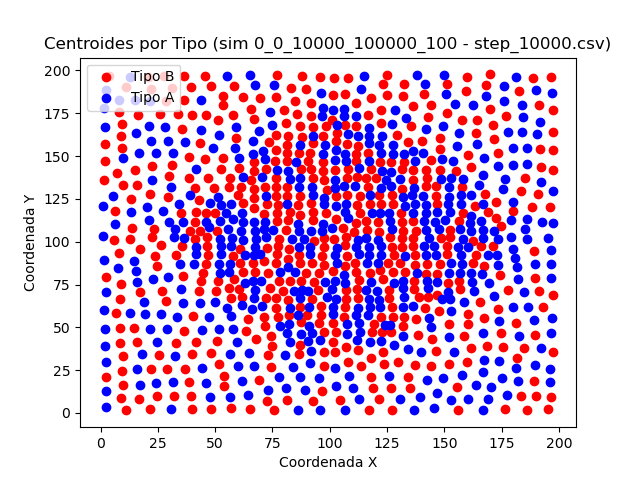 Centroides por Tipo (sim 0_0_10000_100000_100 - step_10000.csv)
Tipo B
Tipo A
Coordenada Y
200
175
150
125
100
75
50
25
0
0 25 50 75 100 125 150 175 200
Coordenada X